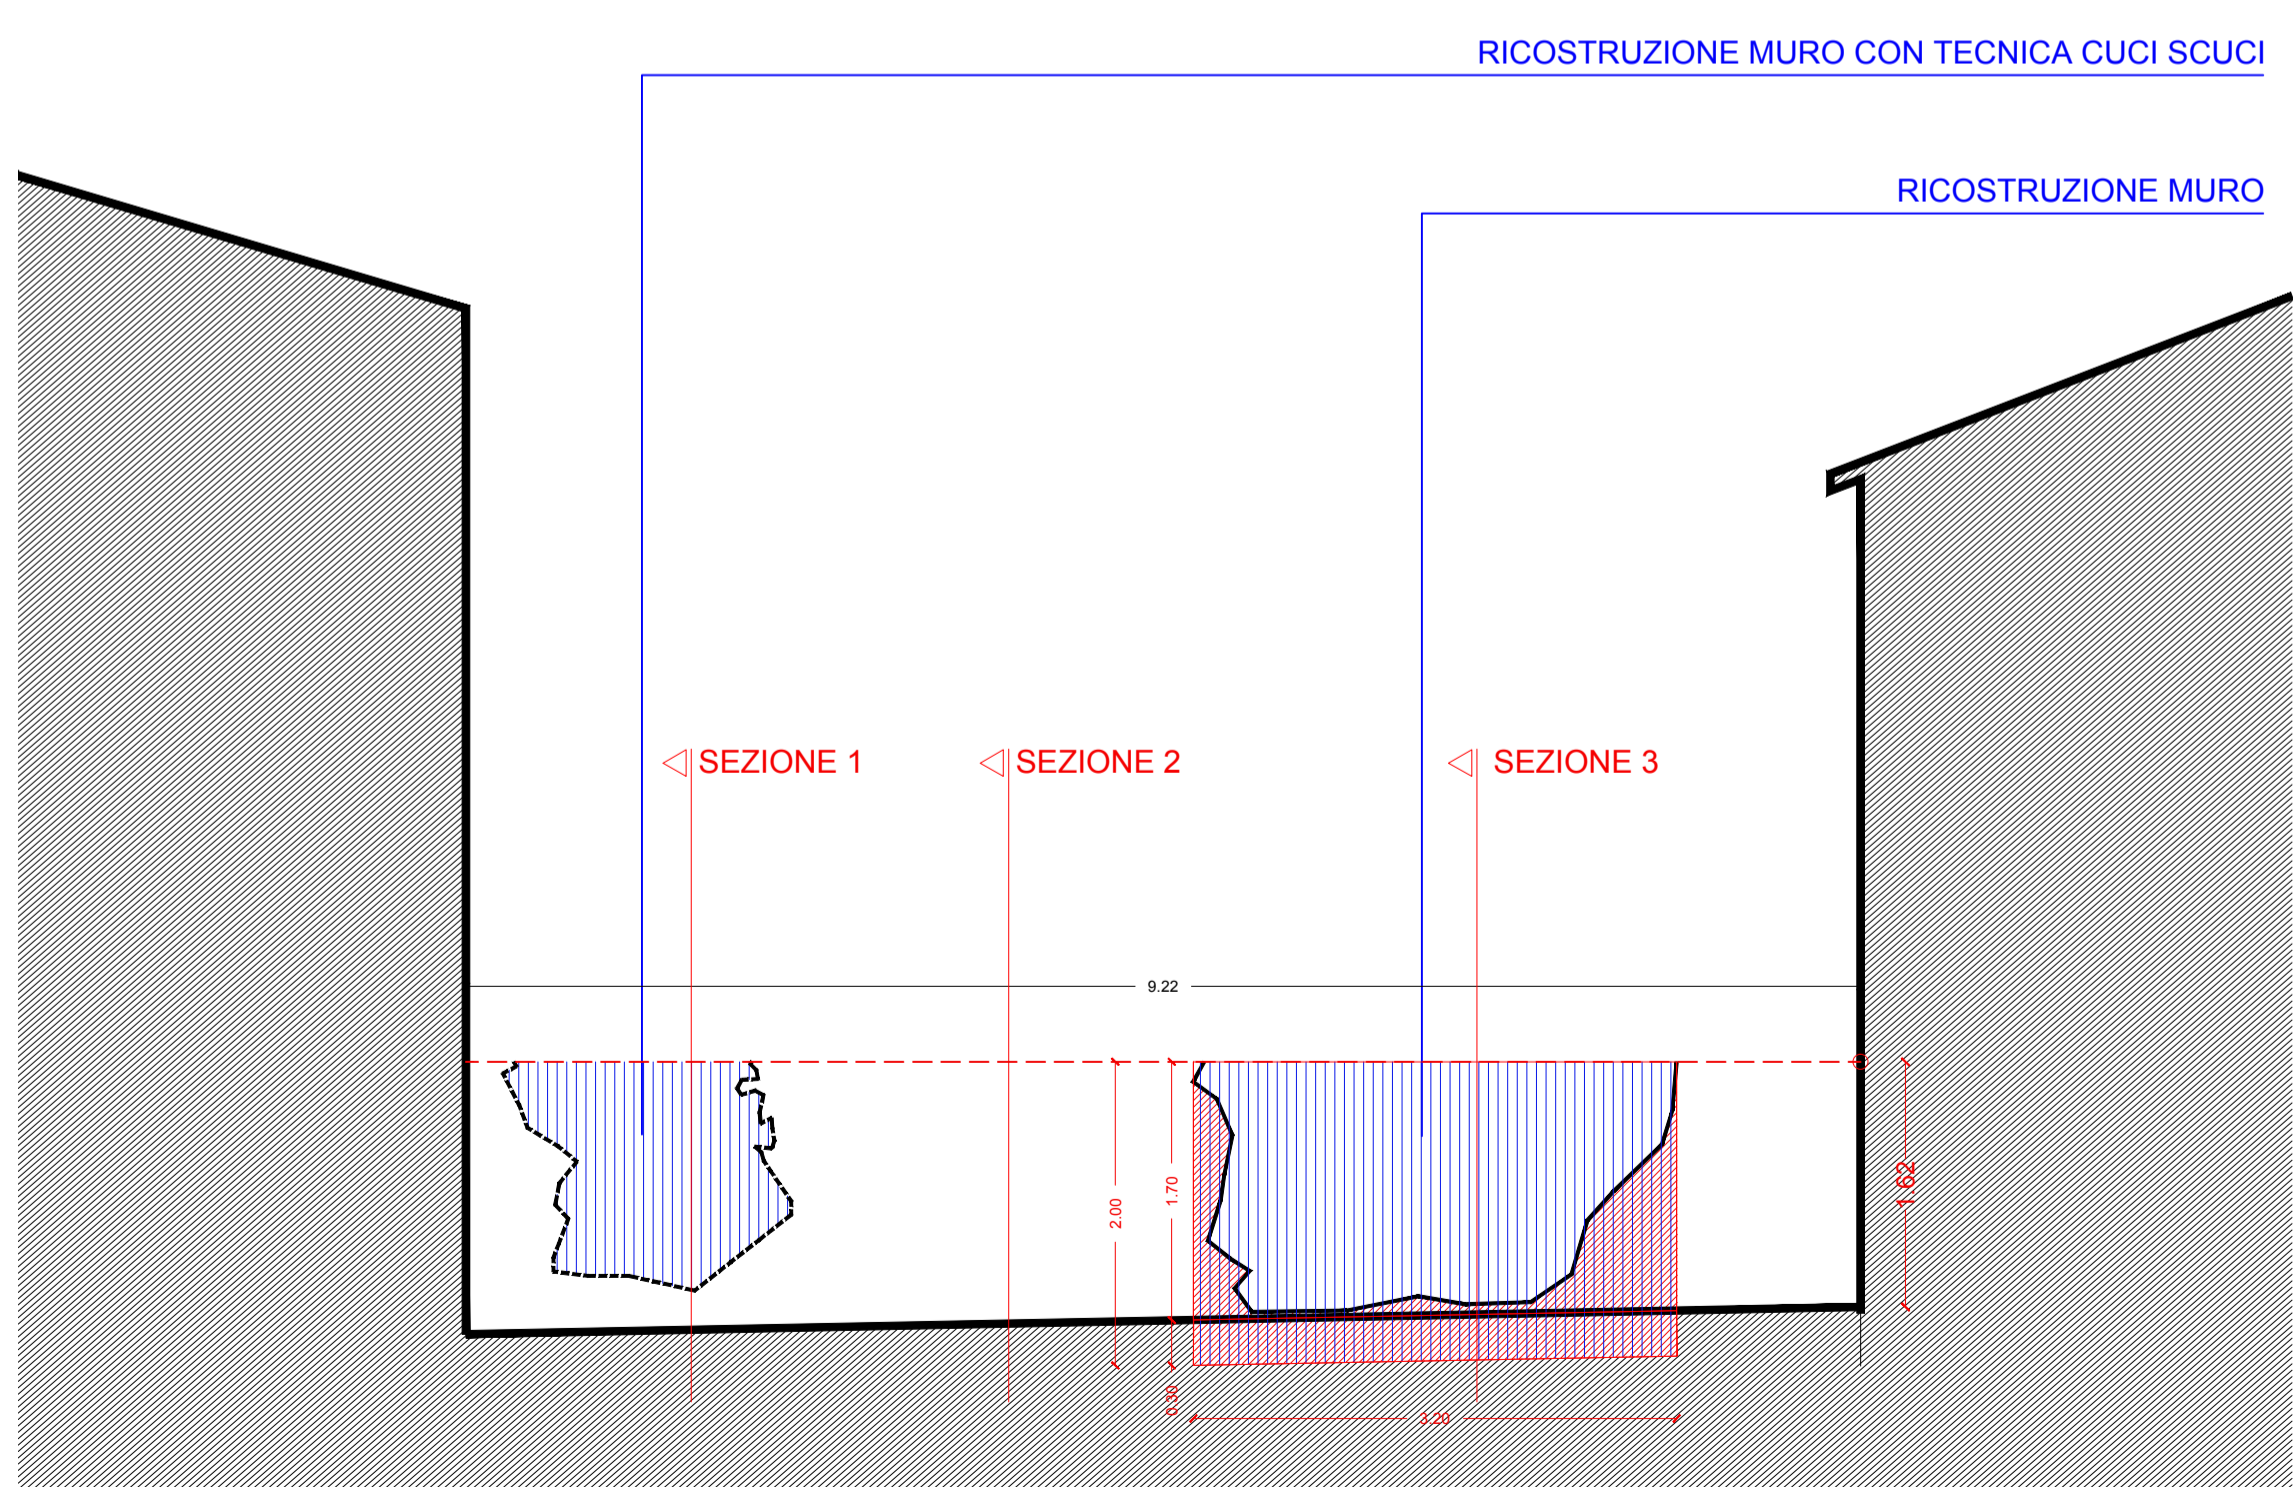 RICOSTRUZIONE MURO CON TECNICA CUCI SCUCI
RICOSTRUZIONE MURO
SEZIONE 1
SEZIONE 2
SEZIONE 3
9.22
2.00
1.70
1.62
0.30
3.20